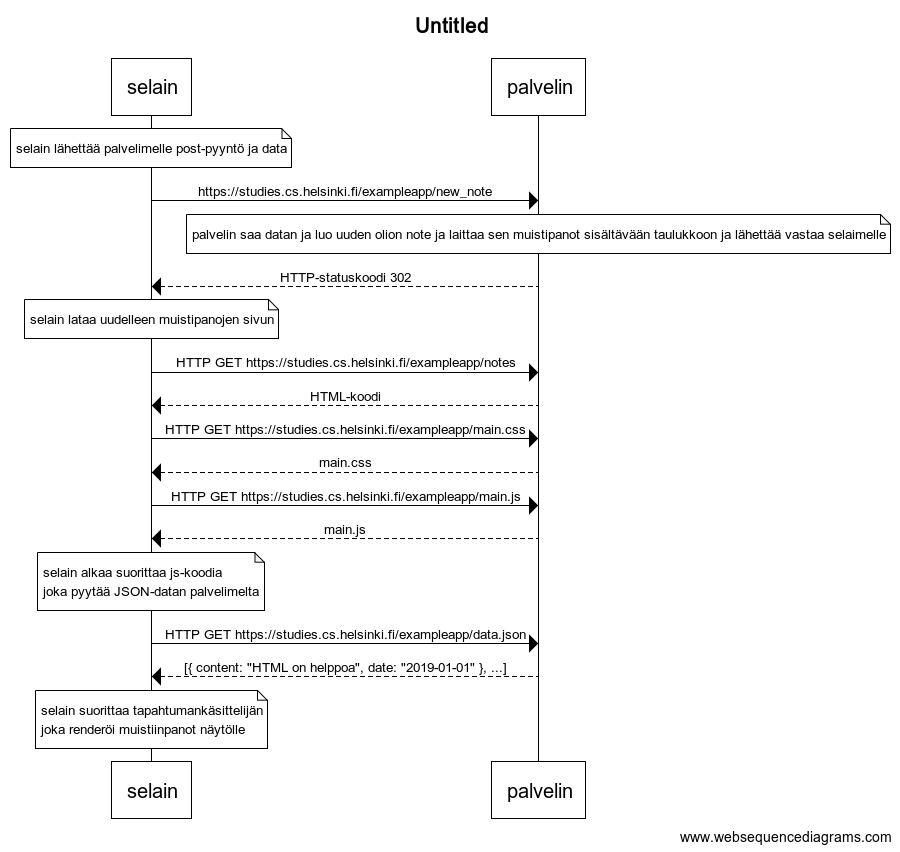 Untitled
selain
palvelin
selain lähettää palvelimelle post-pyyntö ja data
https://studies.cs.helsinki.fi/exampleapp/new_note
palvelin saa datan ja luo uuden olion note ja laittaa sen muistipanot sisältävään taulukkoon ja lähettää vastaa selaimelle
HTTP-statuskoodi 302
selain lataa uudelleen muistipanojen sivun
HTTP GET https://studies.cs.helsinki.fi/exampleapp/notes
HTML-koodi
HTTP GET https://studies.cs.helsinki.fi/exampleapp/main.css
main.css
HTTP GET https://studies.cs.helsinki.fi/exampleapp/main.js
main.js
selain alkaa suorittaa js-koodia
joka pyytää JSON-datan palvelimelta
HTTP GET https://studies.cs.helsinki.fi/exampleapp/data.json
[{ content: "HTML on helppoa", date: "2019-01-01" }, ...]
selain suorittaa tapahtumankäsittelijän
joka renderöi muistiinpanot näytölle
selain
palvelin
www.websequencediagrams.com